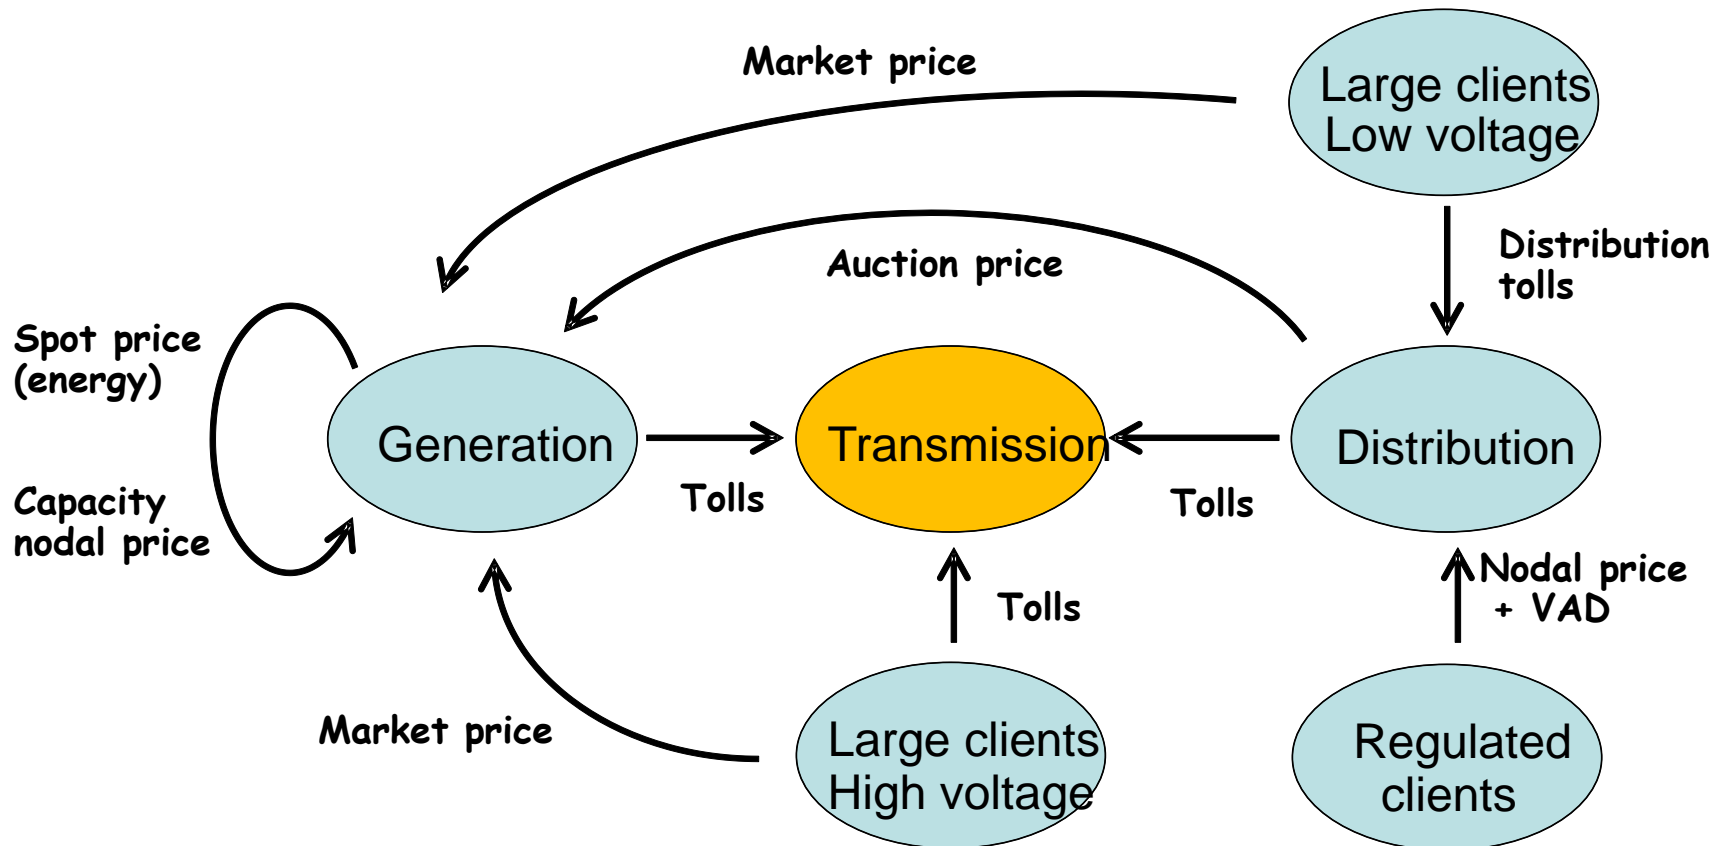 Market price
Large clients
Low voltage
Auction price
Distribution
tolls
Spot price
(energy)
Generation
Transmission
Distribution
Capacity
nodal price
Tolls
Tolls
Nodal price
+ VAD
Tolls
Market price
Large clients
High voltage
Regulated
clients